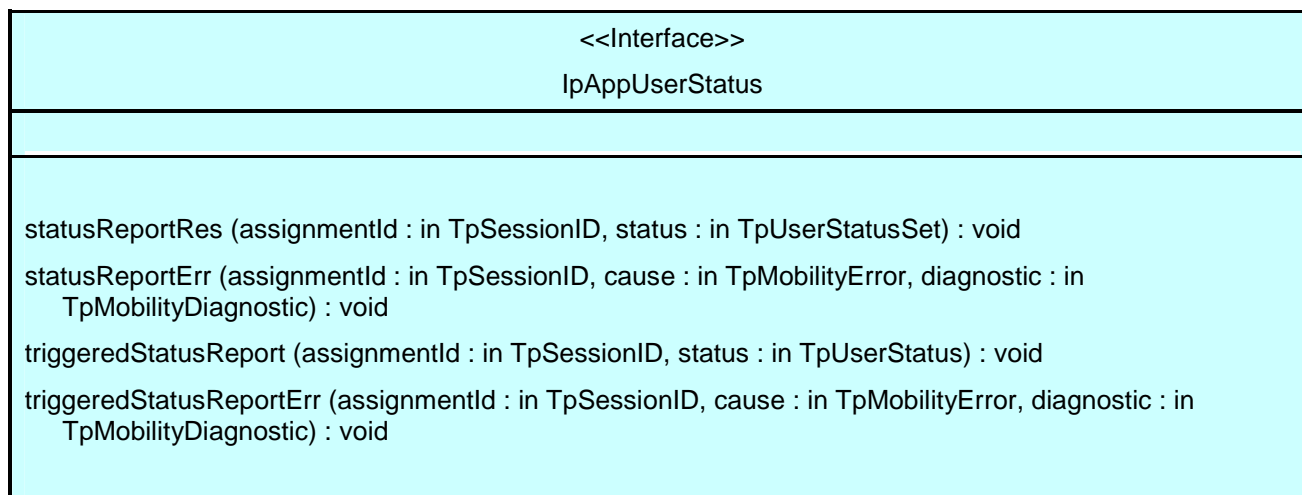 <<Interface>>
IpAppUserStatus
statusReportRes (assignmentId : in TpSessionID, status : in TpUserStatusSet) : void
statusReportErr (assignmentId : in TpSessionID, cause : in TpMobilityError, diagnostic : in
TpMobilityDiagnostic) : void
triggeredStatusReport (assignmentId : in TpSessionID, status : in TpUserStatus) : void
triggeredStatusReportErr (assignmentId : in TpSessionID, cause : in TpMobilityError, diagnostic : in
TpMobilityDiagnostic) : void